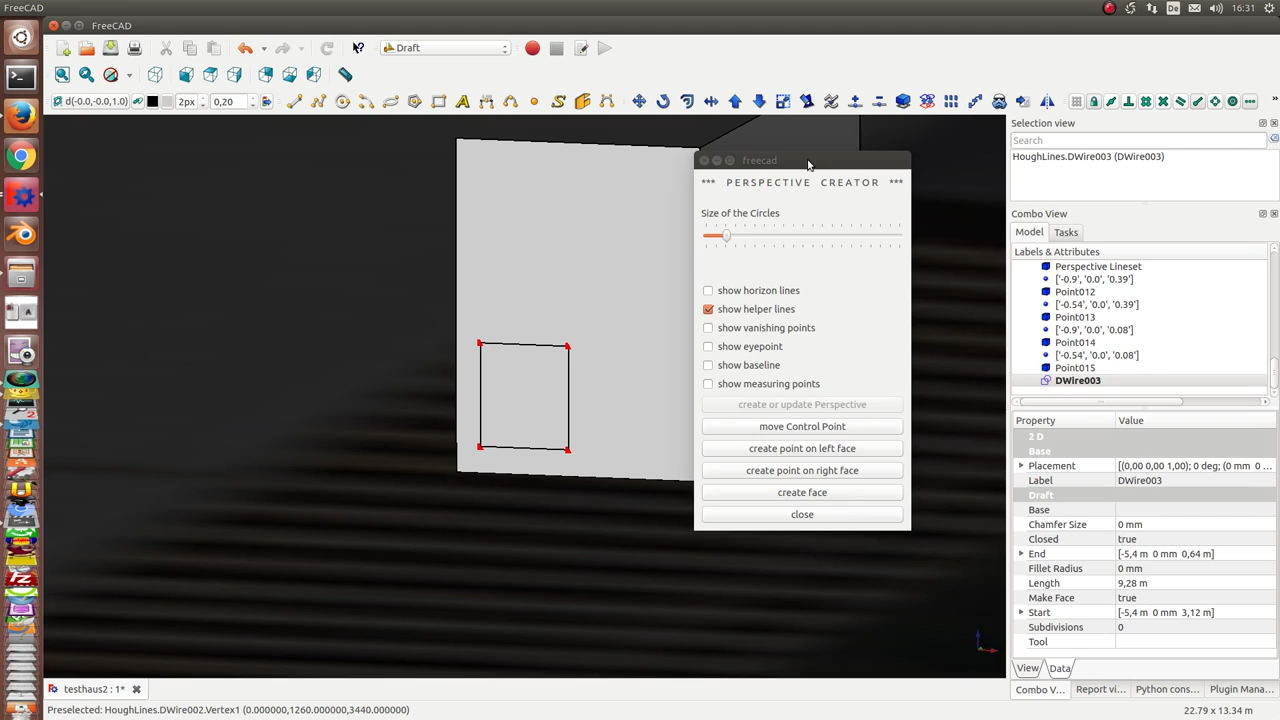 FreeCAD
De
16:31
FreeCAD
Draft
d(-0.0,-0.0,1.0)
2px
0,20
freecad
*** PERSPECTIVE CREATOR ***
Size of the Circles
show horizon lines
show helper lines
show vanishing points
show eyepoint
show baseline
show measuring points
create or update Perspective
move Control Point
create point on left face
create point on right face
create face
close
Selection view
Search
HoughLines.DWire003 (DWire003)
Combo View
Model Tasks
Labels & Attributes
Perspective Lineset
['-0.9', '0.0', '0.39']
Point012
['-0.54', '0.0', '0.39']
Point013
['-0.9', '0.0', '0.08']
Point014
['-0.54', '0.0', '0.08']
Point015
DWire003
Property Value
2 D
Base
Placement [(0,00 0,00 1,00); 0 deg; (0 mm 0 ...
Label DWire003
Draft
Base
Chamfer Size 0 mm
Closed true
End [-5,4 m 0 mm 0,64 m]
Fillet Radius 0 mm
Length 9,28 m
Make Face true
Start [-5,4 m 0 mm 3,12 m]
Subdivisions 0
Tool
View Data
testhaus2 : 1*
Combo V... Report vi... Python cons... Plugin Mana...
Preselected: HoughLines.DWire002.Vertex1 (0.000000,1260.000000,3440.000000)
22.79 x 13.34 m